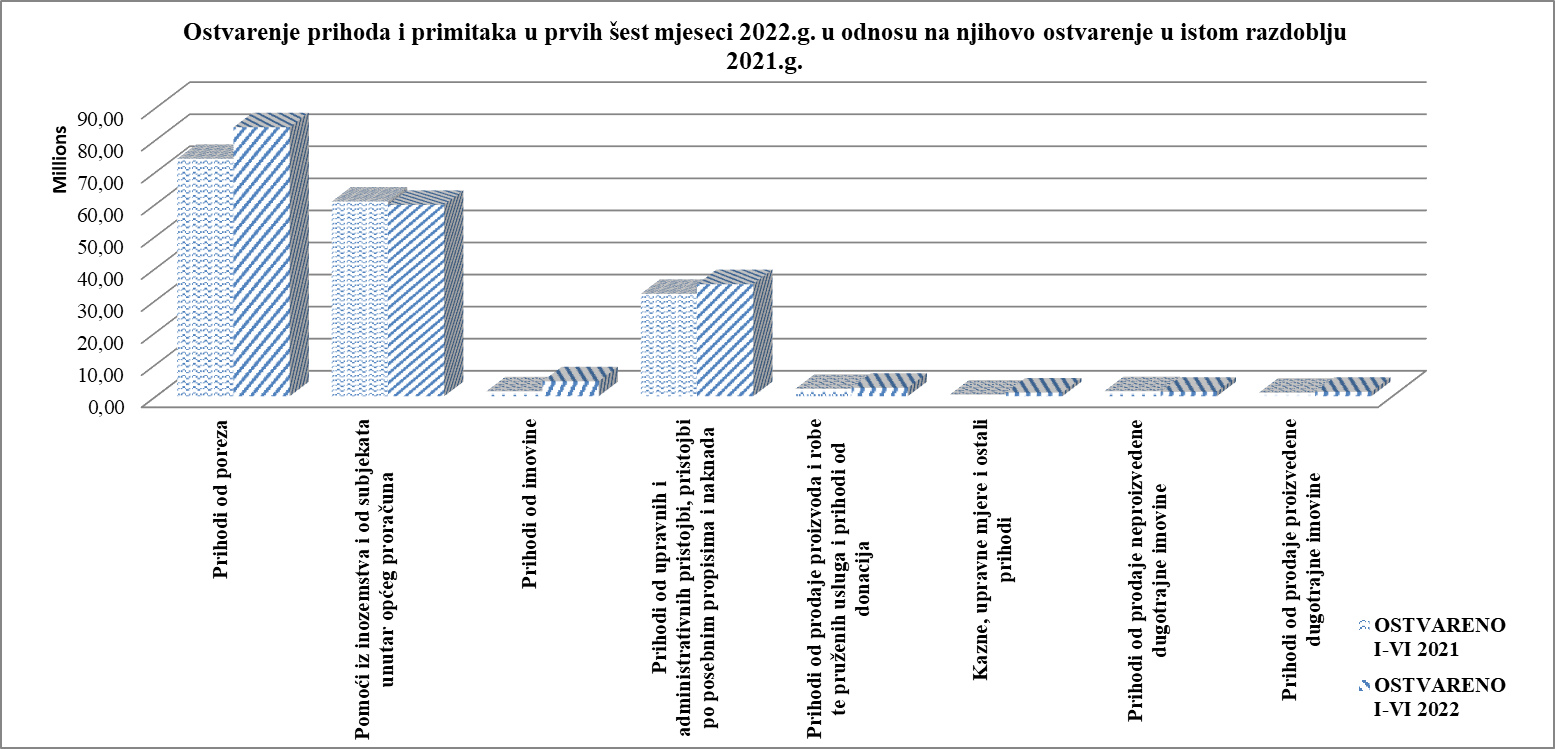 Ostvarenje prihoda i primitaka u prvih šest mjeseci 2022.g. u odnosu na njihovo ostvarenje u istom razdoblju
2021.g.
Millions
90,00
80,00
70,00
60,00
50,00
40,00
30,00
20,00
10,00
0,00
Prihodi od poreza
Pomoći iz inozemstva i od subjekata
unutar općeg proračuna
Prihodi od imovine
Prihodi od upravnih i
administrativnih pristojbi, pristojbi
po posebnim propisima i naknada
Prihodi od prodaje proizvoda i robe
te pruženih usluga i prihodi od
donacija
Kazne, upravne mjere i ostali
prihodi
Prihodi od prodaje neproizvedene
dugotrajne imovine
Prihodi od prodaje proizvedene
dugotrajne imovine
OSTVARENO
I-VI 2021
OSTVARENO
I-VI 2022